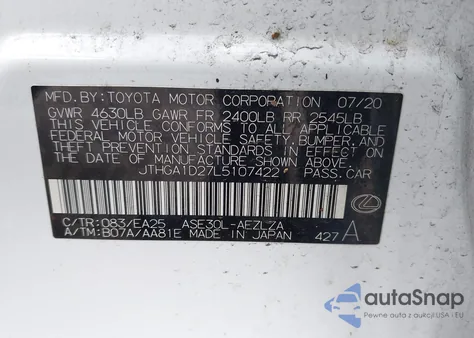 MFD.BY: TOYOTA MOTOR CORPORATION 07/20
GVWR 4630LB GAWR FR 2400LB RR 2545LB
THIS VEHICLE CONFORMS TO ALL APPLICABLE
FEDERAL MOTOR VEHICLE SAFETY, BUMPER, AND
THEFT PREVENTION STANDARDS IN EFFECT ON
THE DATE OF MANUFACTURE SHOWN ABOVE.
JTHGA1D27L5107422 PASS.CAR
C/TR:083/EA25 ASE30L-AEZLZA
A/TM:B07A/AA81E MADE IN JAPAN 427 A
autoSnap
Pewne auta z aukcji USA i EU